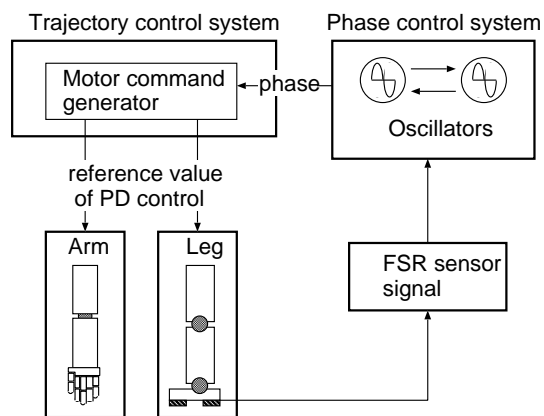 Trajectory control system
Phase control system
Motor command
generator
phase
Oscillators
reference value
of PD control
Arm
Leg
FSR sensor
signal